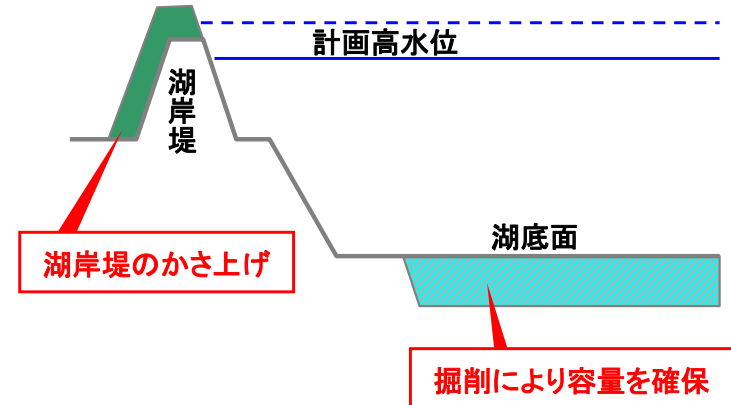 計画高水位
湖岸堤
湖岸堤のかさ上げ
湖底面
掘削により容量を確保